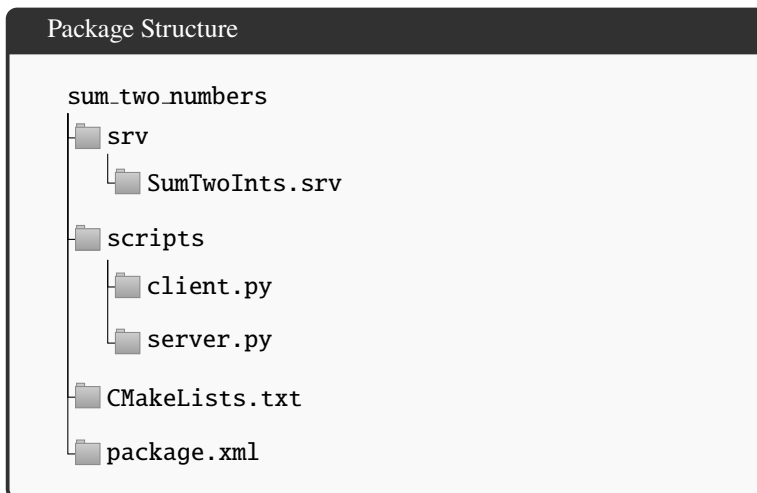 Package Structure
sum_two_numbers
srv
SumTwoInts.srv
scripts
client.py
server.py
CMakeLists.txt
package.xml